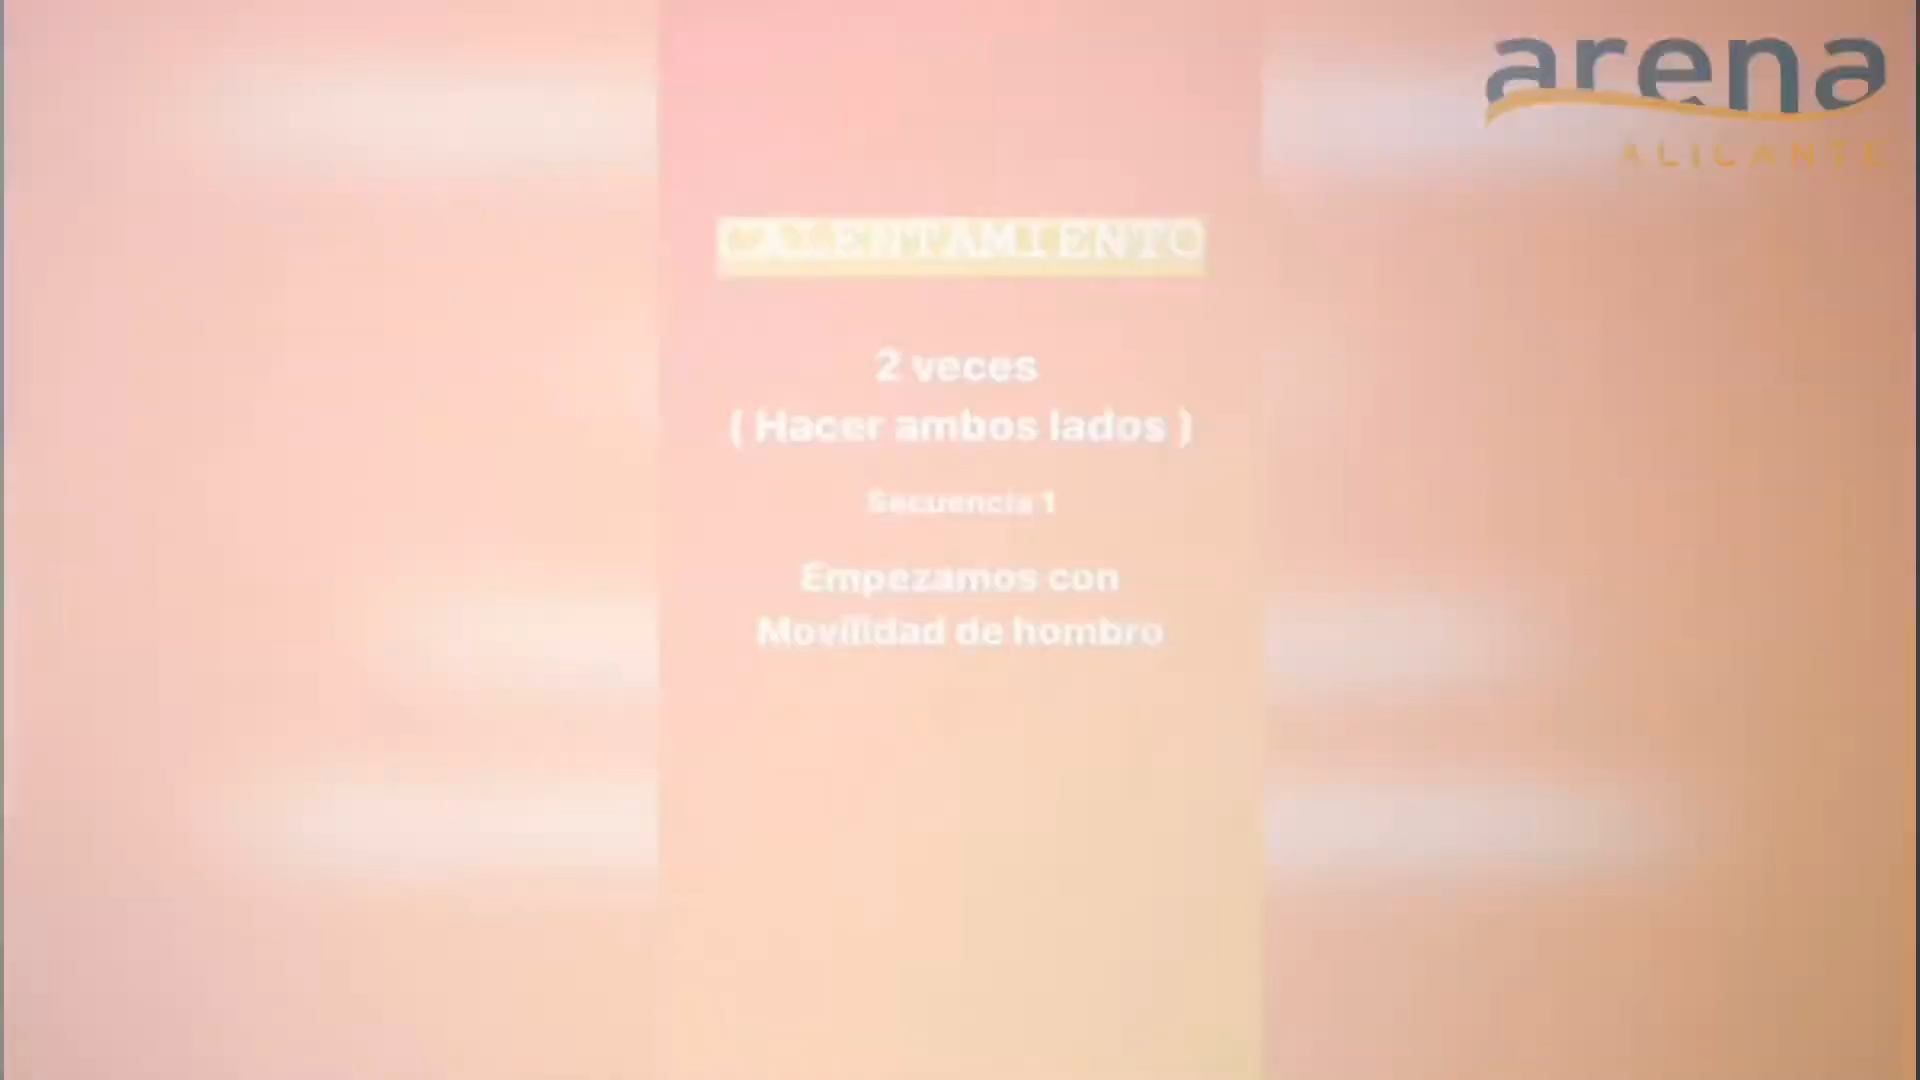 arena
ALICANTE
CALENTAMIENTO
2 veces
( Hacer ambos lados )
Secuencia 1
Empezamos con
Movilidad de hombro